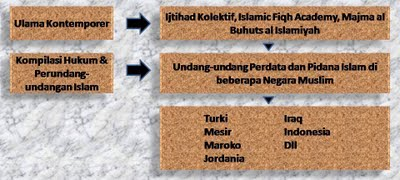 Ulama Kontemporer
Ijtihad Kolektif, Islamic Fiqh Academy, Majma al
Buhuts al Islamiyah
Kompilasi Hukum &
Perundang-
undangan Islam
Undang-undang Perdata dan Pidana Islam di
beberapa Negara Muslim
Turki Iraq
Mesir Indonesia
Maroko Dll
Jordania